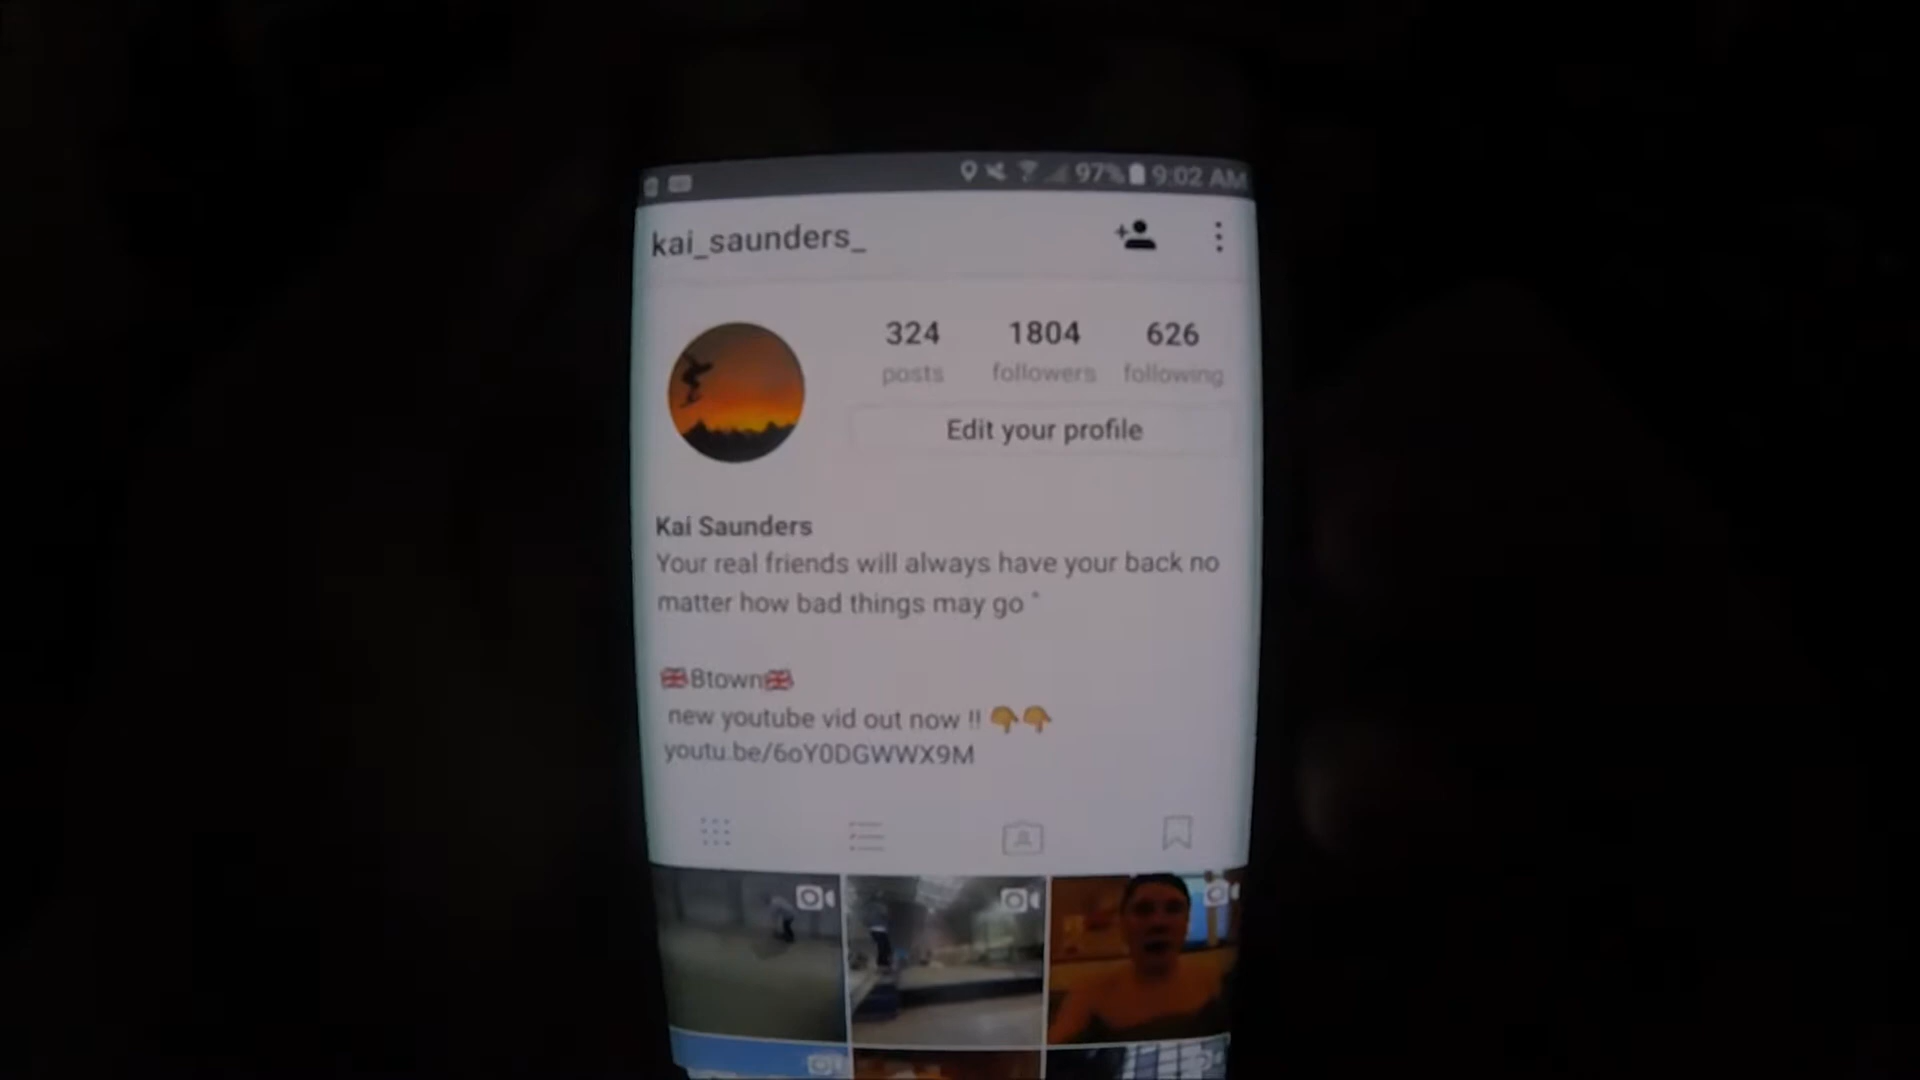 97% 9:02 AM
kai_saunders_
324 1804 626
posts followers following
Edit your profile
Kai Saunders
Your real friends will always have your back no
matter how bad things may go "
Btown
new youtube vid out now !!
youtu.be/6oY0DGWWX9M